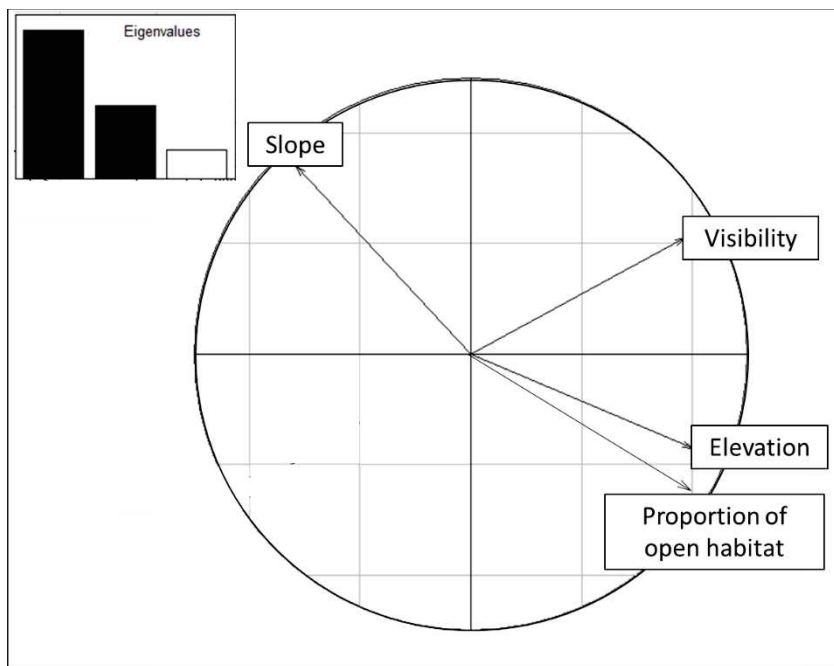 Eigenvalues
Slope
Visibility
Elevation
Proportion of
open habitat